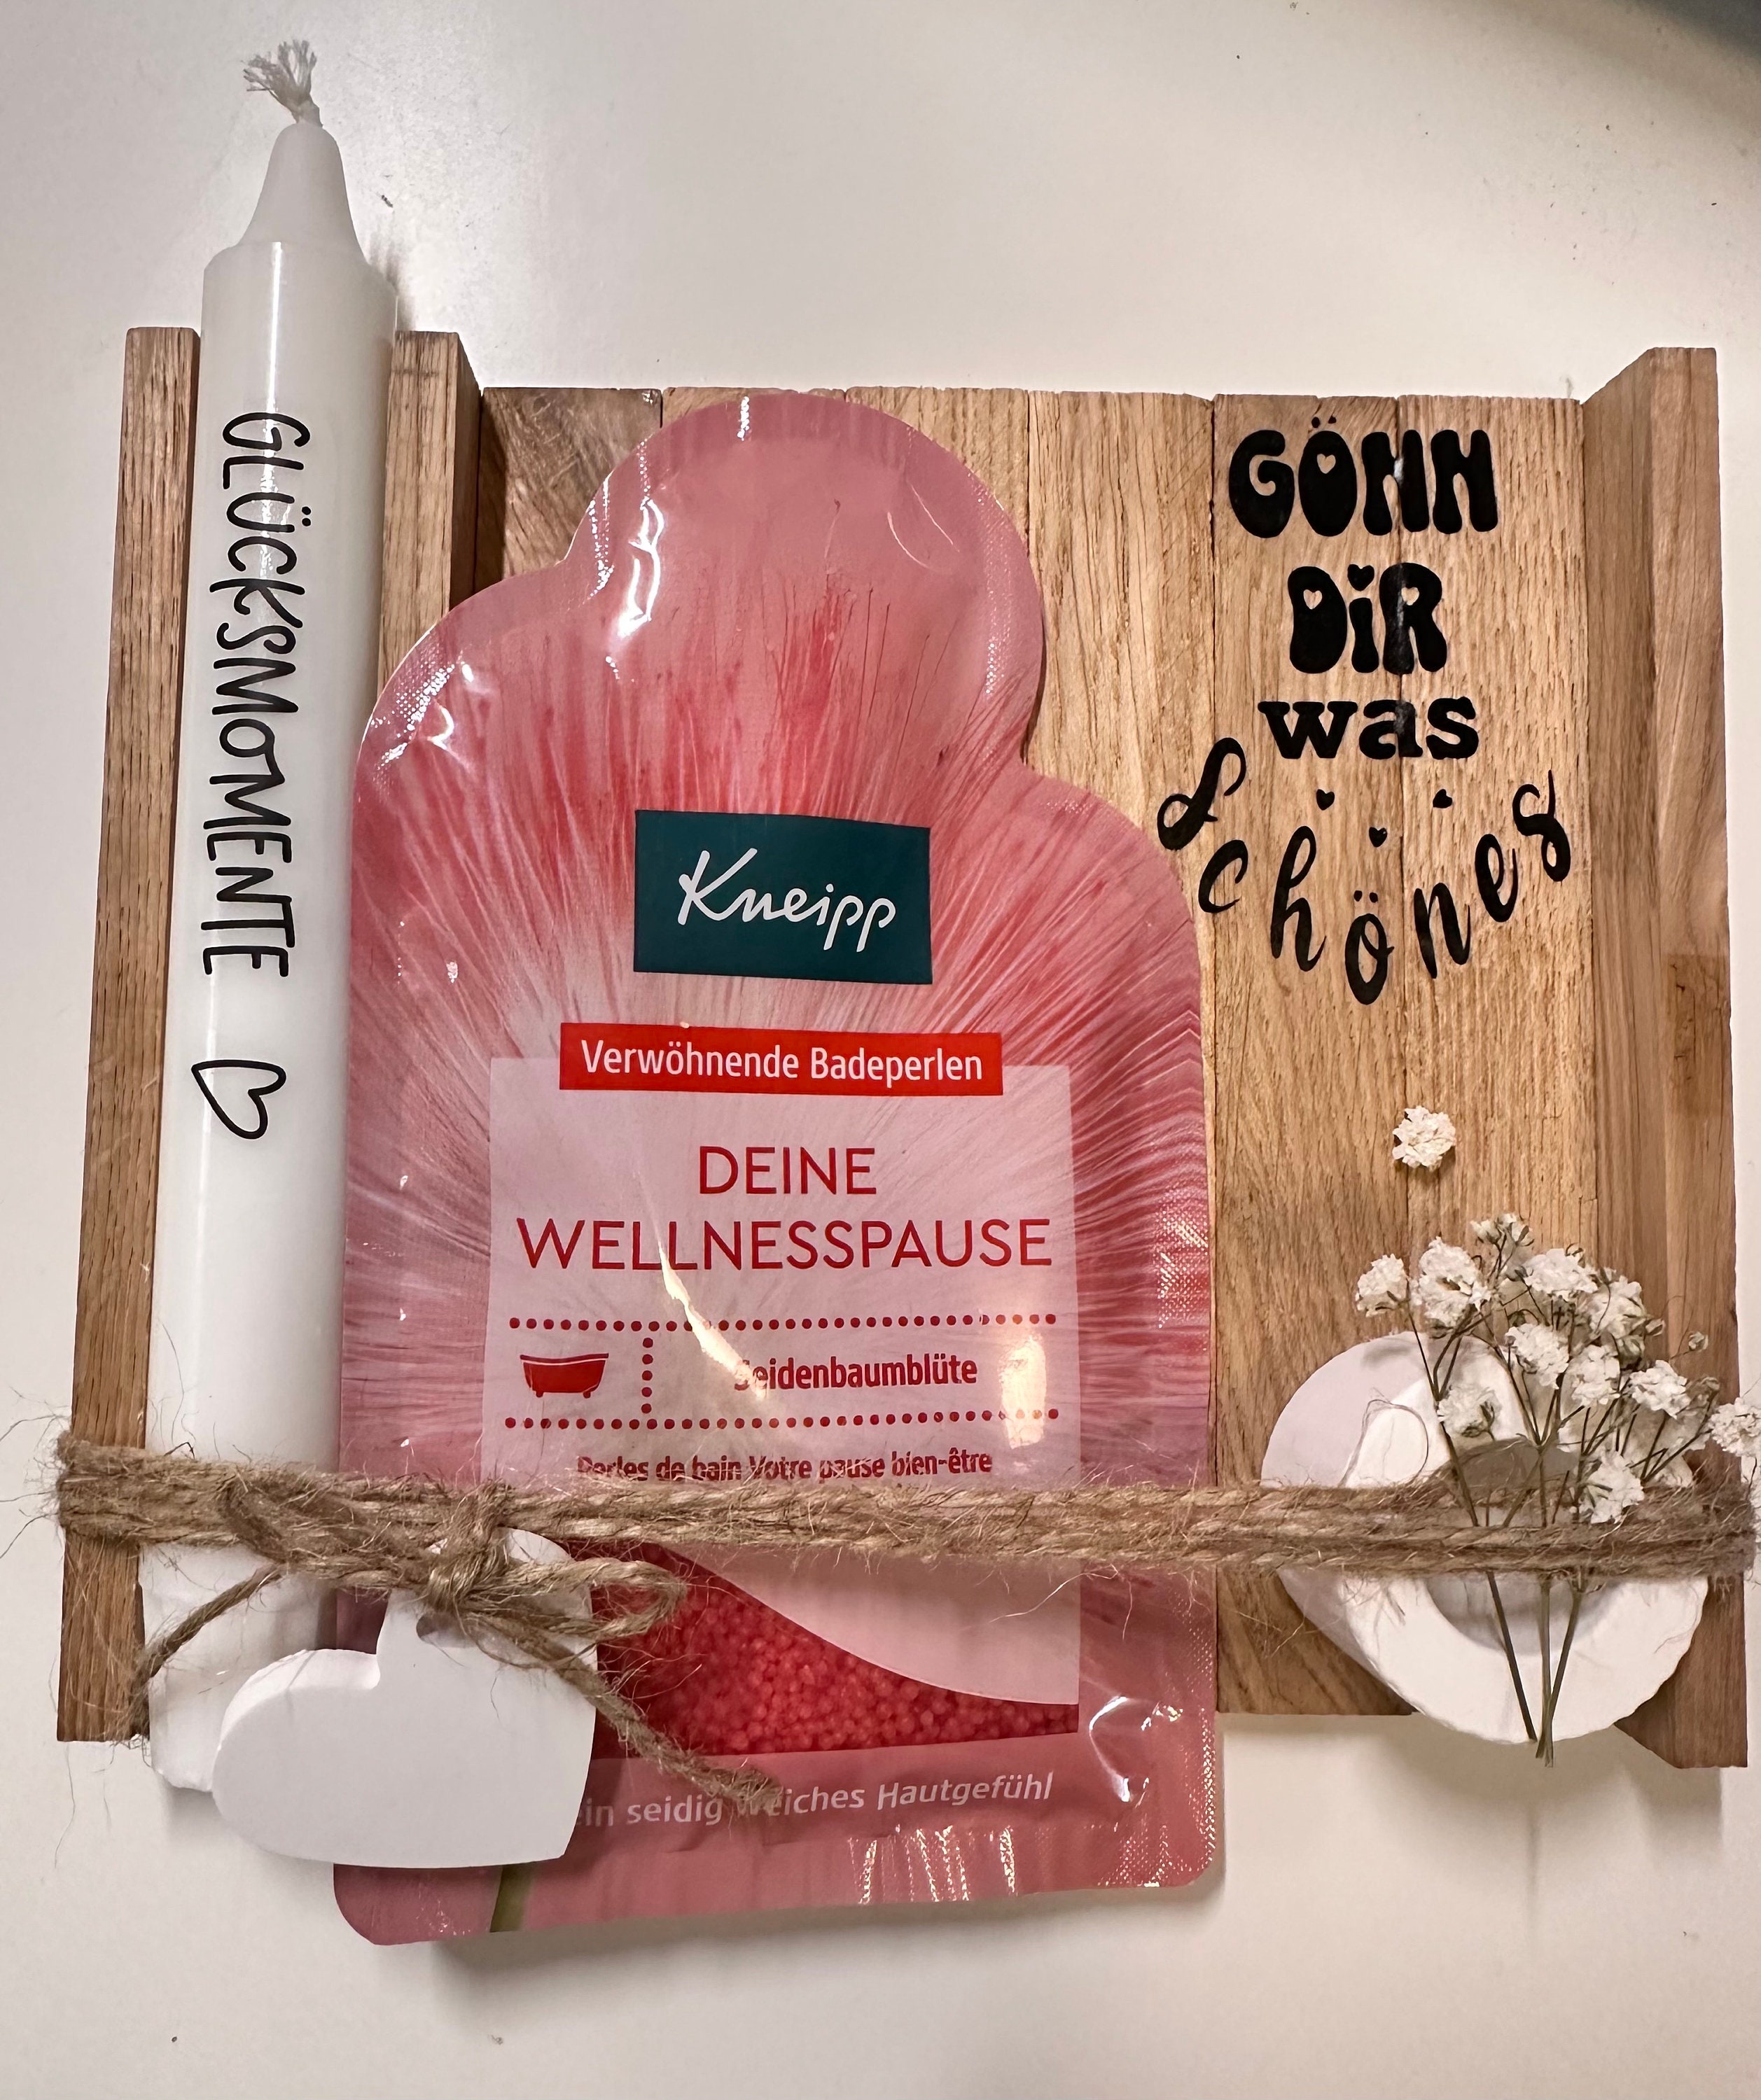 GLÜCKSMOMENTE
Kneipp
Verwöhnende Badeperlen
DEINE
WELLNESSPAUSE
Seidenbaumblüte
Perles de bain Votre pause bien-être
seidig weiches Hautgefühl
GÖNN
DiR
was
schönes